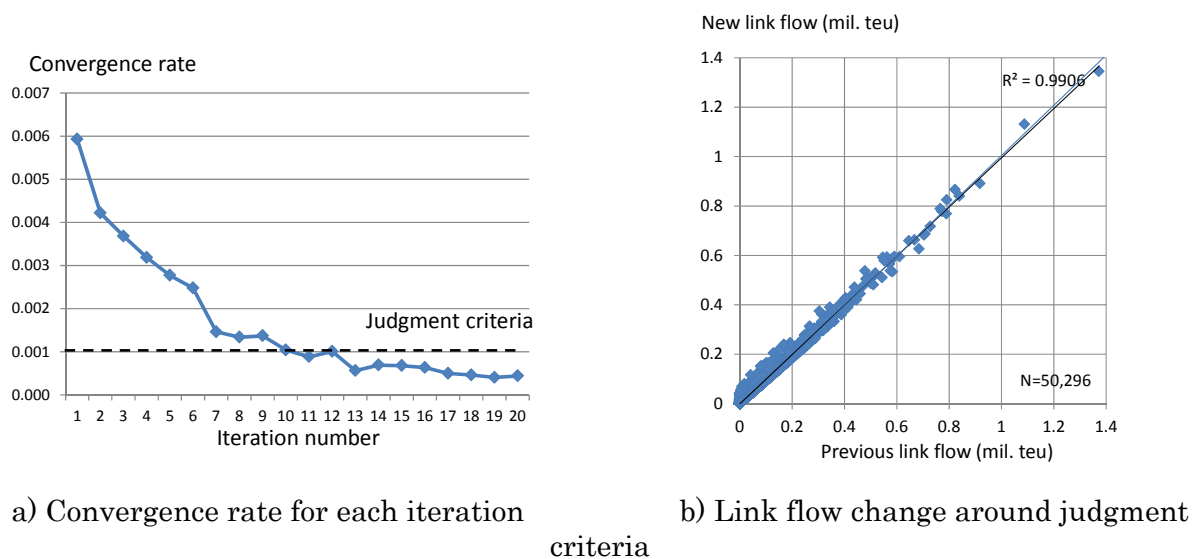 Convergence rate
0.007
0.006
0.005
0.004
0.003
0.002
0.001
0.000
Judgment criteria
1 2 3 4 5 6 7 8 9 10 11 12 13 14 15 16 17 18 19 20
Iteration number
New link flow (mil. teu)
1.4
1.2
1
0.8
0.6
0.4
0.2
0
R² = 0.9906
N=50,296
0 0.2 0.4 0.6 0.8 1 1.2 1.4
Previous link flow (mil. teu)
a) Convergence rate for each iteration b) Link flow change around judgment
criteria